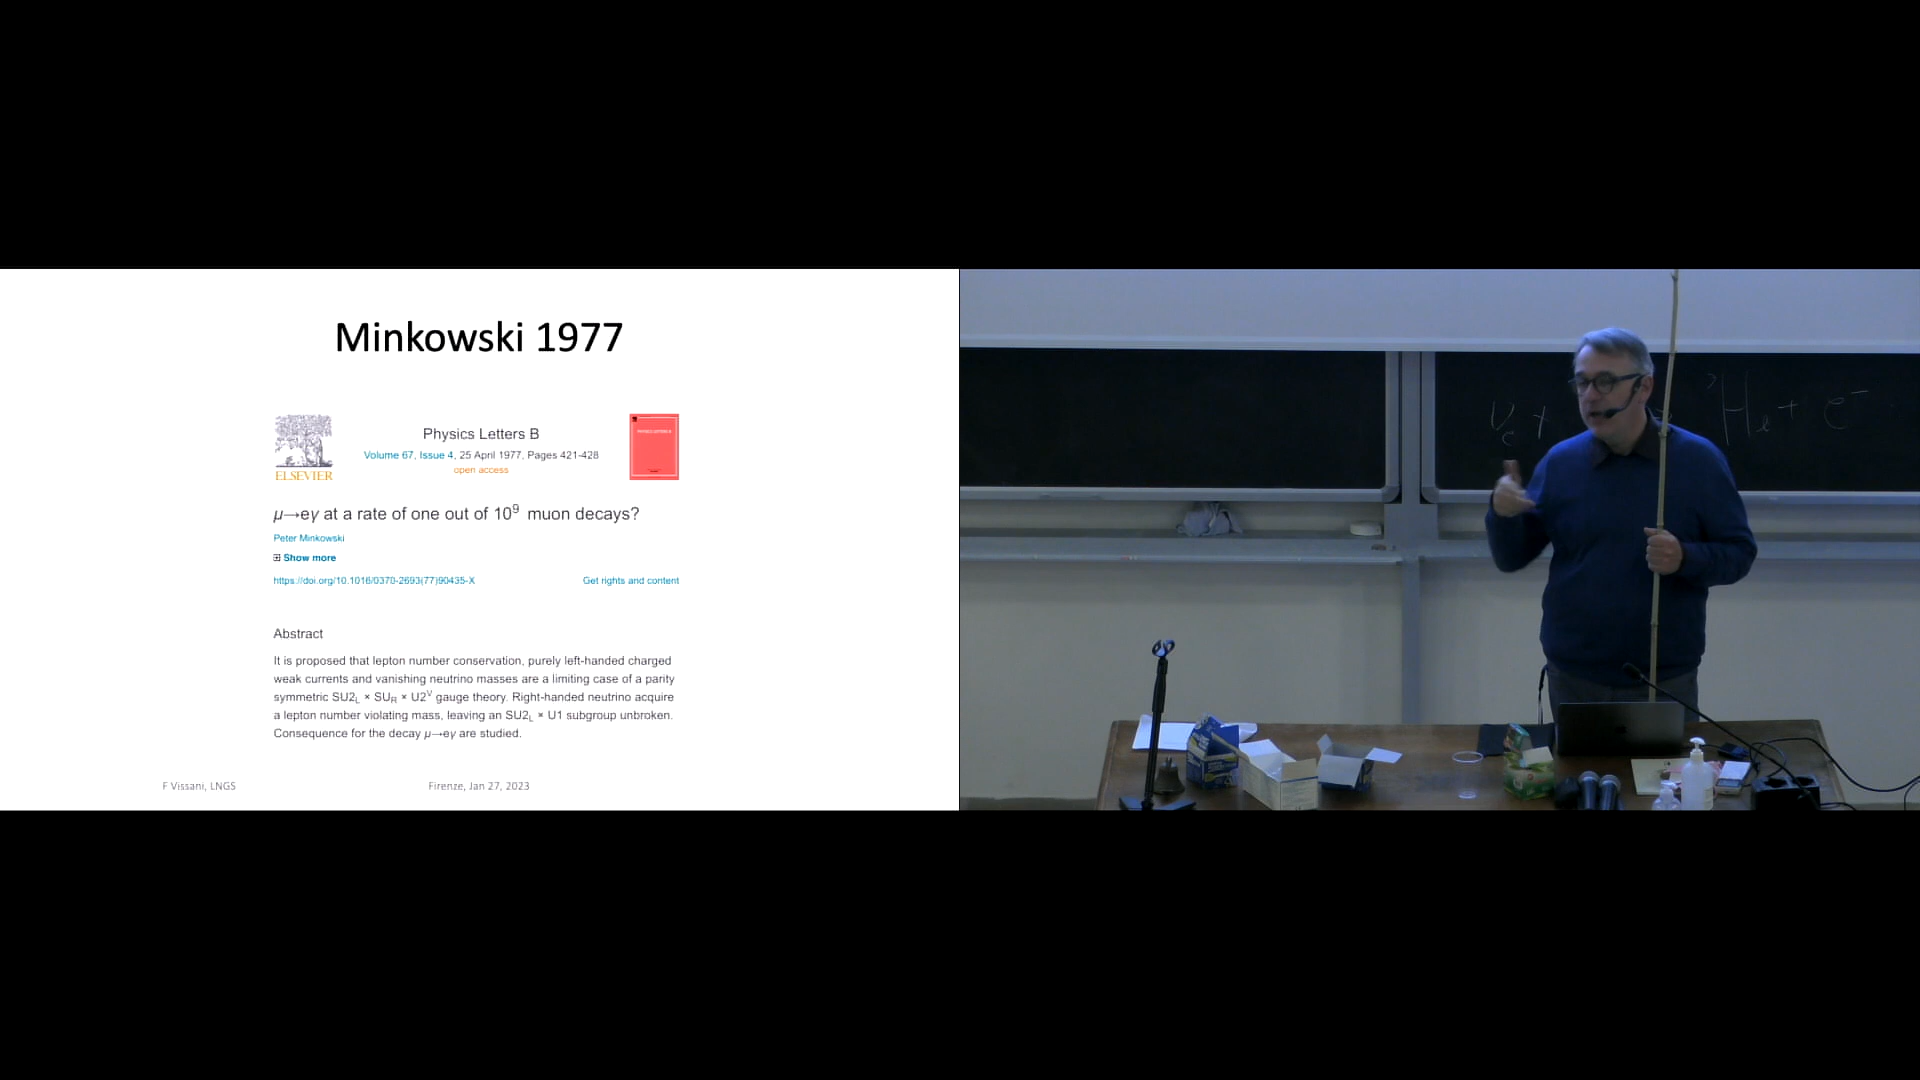 Minkowski 1977
ELSEVIER
Physics Letters B
Volume 67, Issue 4, 25 April 1977, Pages 421-428
open access
PHYSICS LETTERS B
μ→eγ at a rate of one out of 10⁹ muon decays?
Peter Minkowski
Show more
https://doi.org/10.1016/0370-2693(77)90435-X
Get rights and content
Abstract
It is proposed that lepton number conservation, purely left-handed charged
weak currents and vanishing neutrino masses are a limiting case of a parity
symmetric SU2L × SUR × U2V gauge theory. Right-handed neutrino acquire
a lepton number violating mass, leaving an SU2L × U1 subgroup unbroken.
Consequence for the decay μ→eγ are studied.
F Vissani, LNGS
Firenze, Jan 27, 2023
νe + He + e⁻